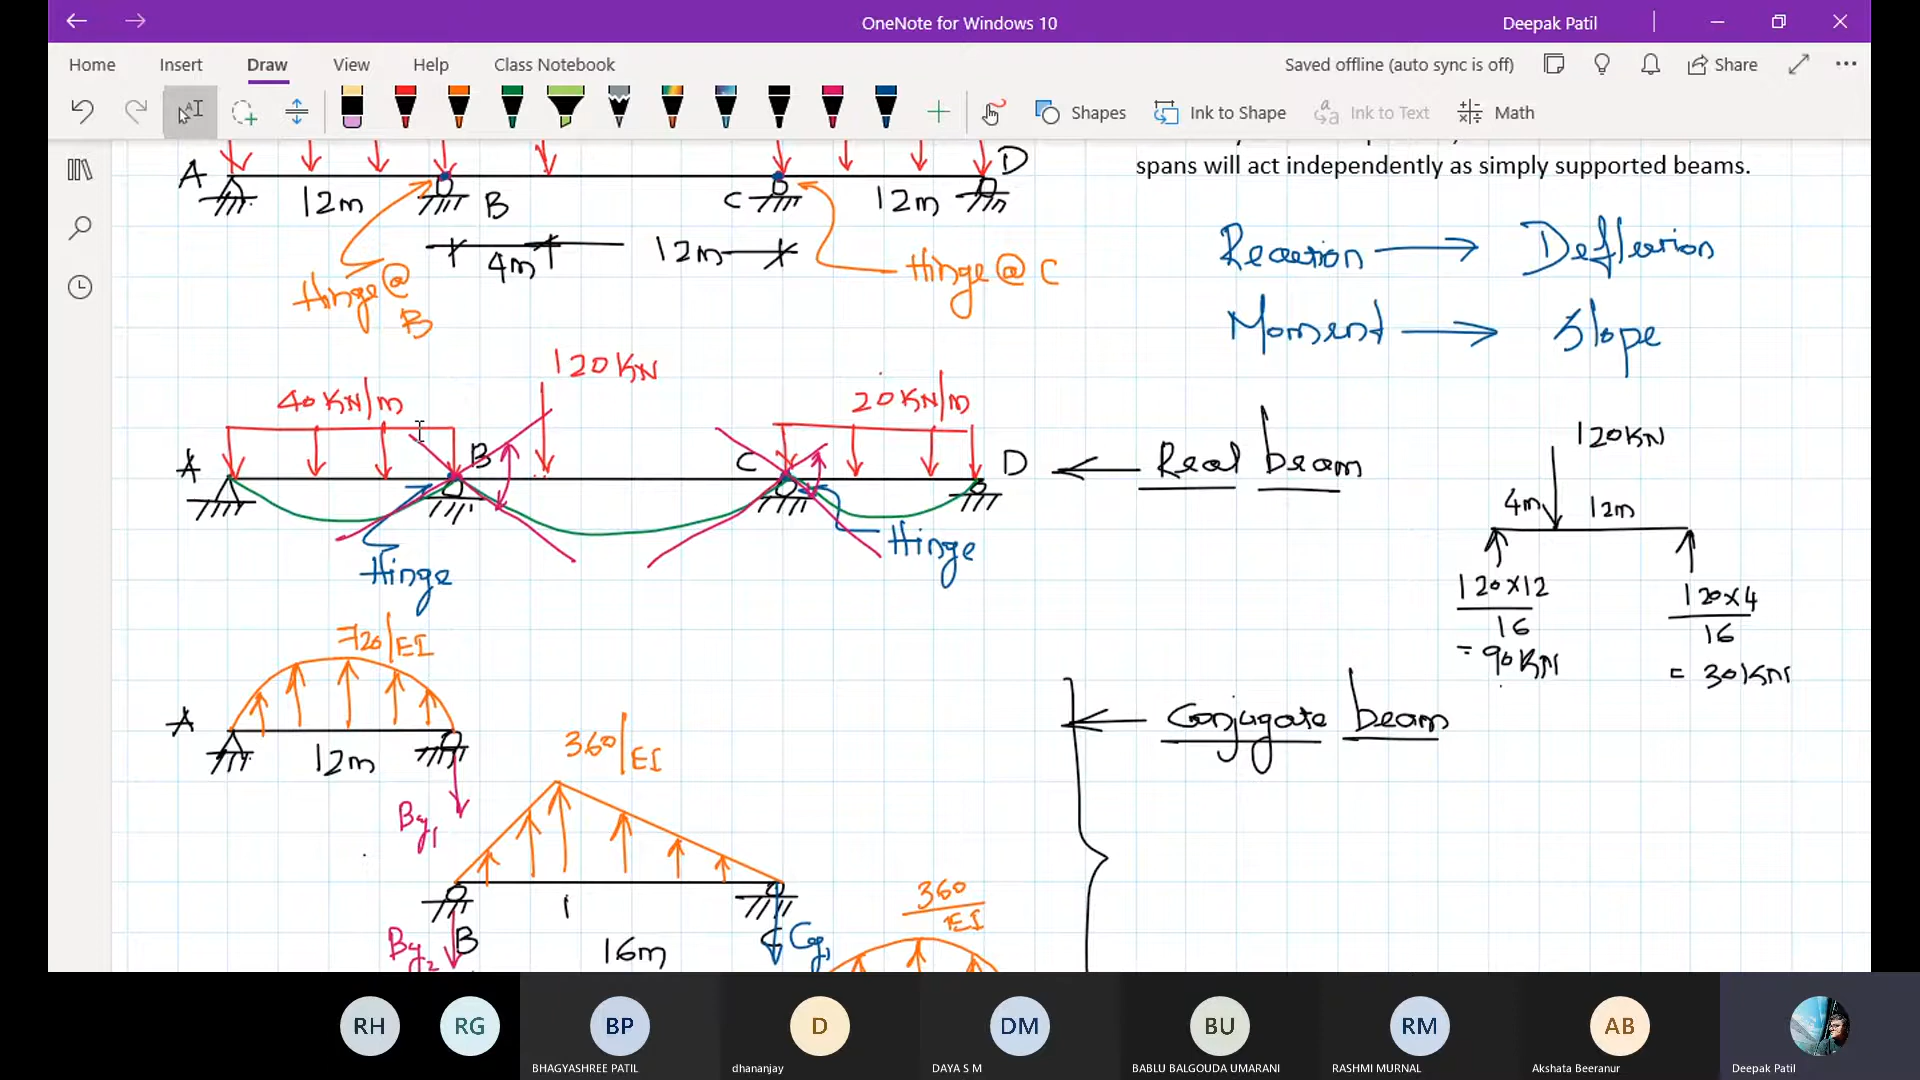 OneNote for Windows 10
Deepak Patil
Home Insert Draw View Help Class Notebook
Saved offline (auto sync is off)
Share
Shapes
Ink to Shape
Ink to Text
Math
spans will act independently as simply supported beams.
A D
12m B C 12m
4m 12m
Hinge @ B
Hinge @ C
Reaction → Deflection
Moment → Slope
120 KN
40 KN/m
20 KN/m
A B C D
← Real beam
Hinge
Hinge
120KN
4m 12m
120×12 / 16 = 90KN
120×4 / 16 = 30KN
720/EI
A
12m
By1
← Conjugate beam
360/EI
By2 B
16m
C Cy1
360/EI
RH RG BP D DM BU RM AB
BHAGYASHREE PATIL dhananjay DAYA S M BABLU BALGOUDA UMARANI RASHMI MURNAL Akshata Beeranur Deepak Patil